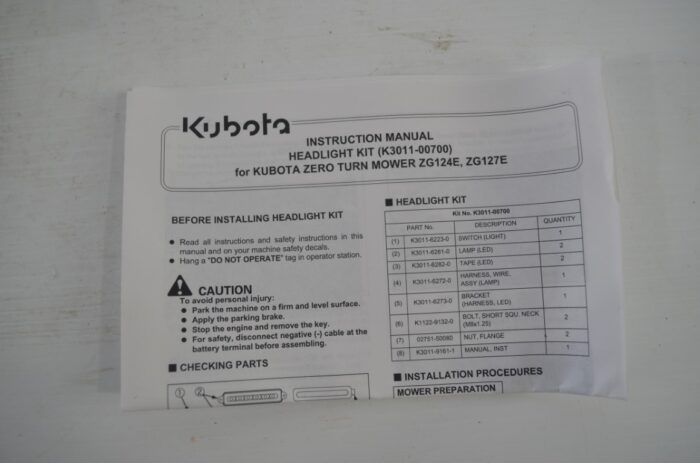 Kubota
INSTRUCTION MANUAL
HEADLIGHT KIT (K3011-00700)
for KUBOTA ZERO TURN MOWER ZG124E, ZG127E
BEFORE INSTALLING HEADLIGHT KIT
● Read all instructions and safety instructions in this
manual and on your machine safety decals.
● Hang a "DO NOT OPERATE" tag in operator station.
CAUTION
To avoid personal injury:
● Park the machine on a firm and level surface.
● Apply the parking brake.
● Stop the engine and remove the key.
● For safety, disconnect negative (-) cable at the
battery terminal before assembling.
■ CHECKING PARTS
① ②
■ HEADLIGHT KIT
Kit No. K3011-00700
PART No. DESCRIPTION QUANTITY
(1) K3011-6223-0 SWITCH (LIGHT) 1
(2) K3011-6261-0 LAMP (LED) 2
(3) K3011-6262-0 TAPE (LED) 2
(4) K3011-6272-0 HARNESS, WIRE, ASSY (LAMP) 1
(5) K3011-6273-0 BRACKET (HARNESS, LED) 1
(6) K1122-9132-0 BOLT, SHORT SQU. NECK (M8x1.25) 2
(7) 02751-50080 NUT, FLANGE 2
(8) K3011-9161-1 MANUAL, INST 1
■ INSTALLATION PROCEDURES
MOWER PREPARATION